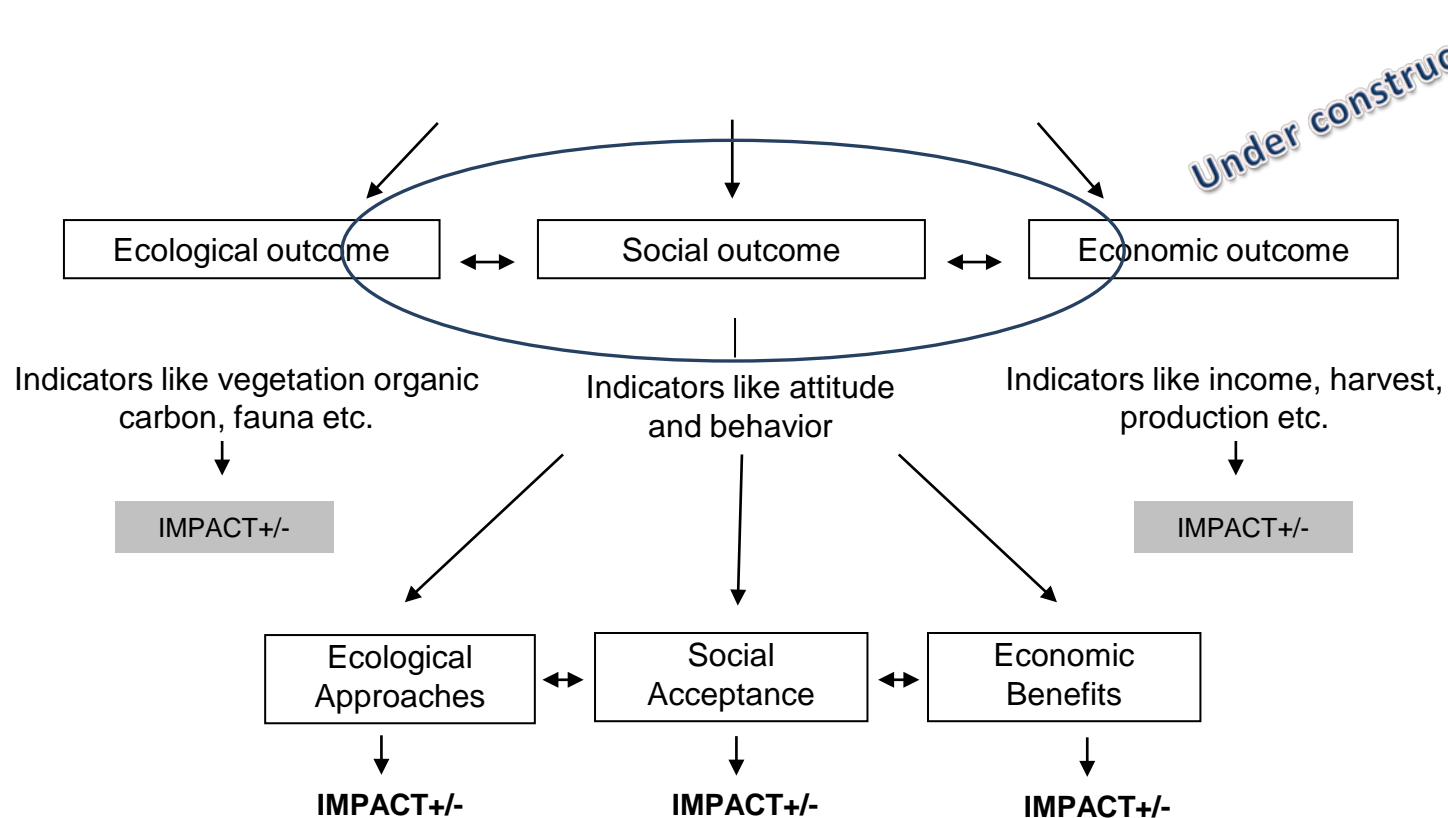 Under construc
Ecological outcome
Social outcome
Economic outcome
Indicators like vegetation organic
carbon, fauna etc.
Indicators like attitude
and behavior
Indicators like income, harvest,
production etc.
IMPACT+/-
IMPACT+/-
Ecological
Approaches
Social
Acceptance
Economic
Benefits
IMPACT+/-
IMPACT+/-
IMPACT+/-